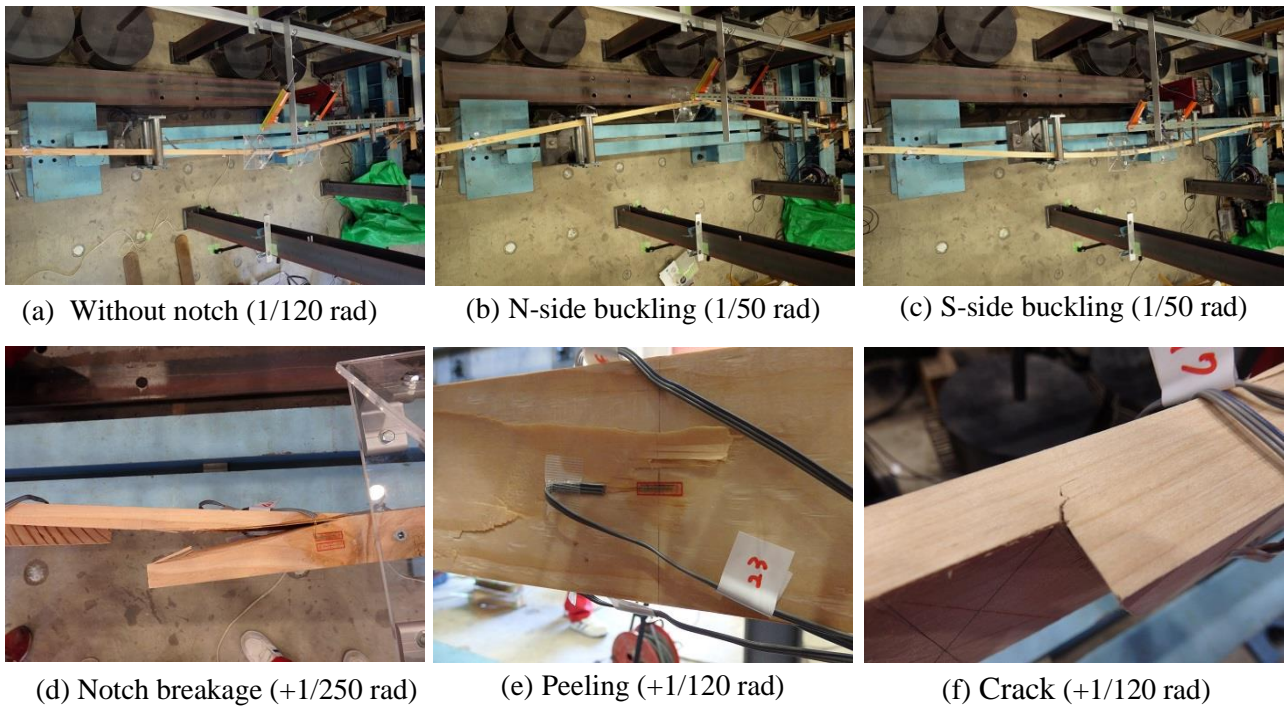 (a) Without notch (1/120 rad)
(b) N-side buckling (1/50 rad)
(c) S-side buckling (1/50 rad)
(d) Notch breakage (+1/250 rad)
(e) Peeling (+1/120 rad)
23
(f) Crack (+1/120 rad)